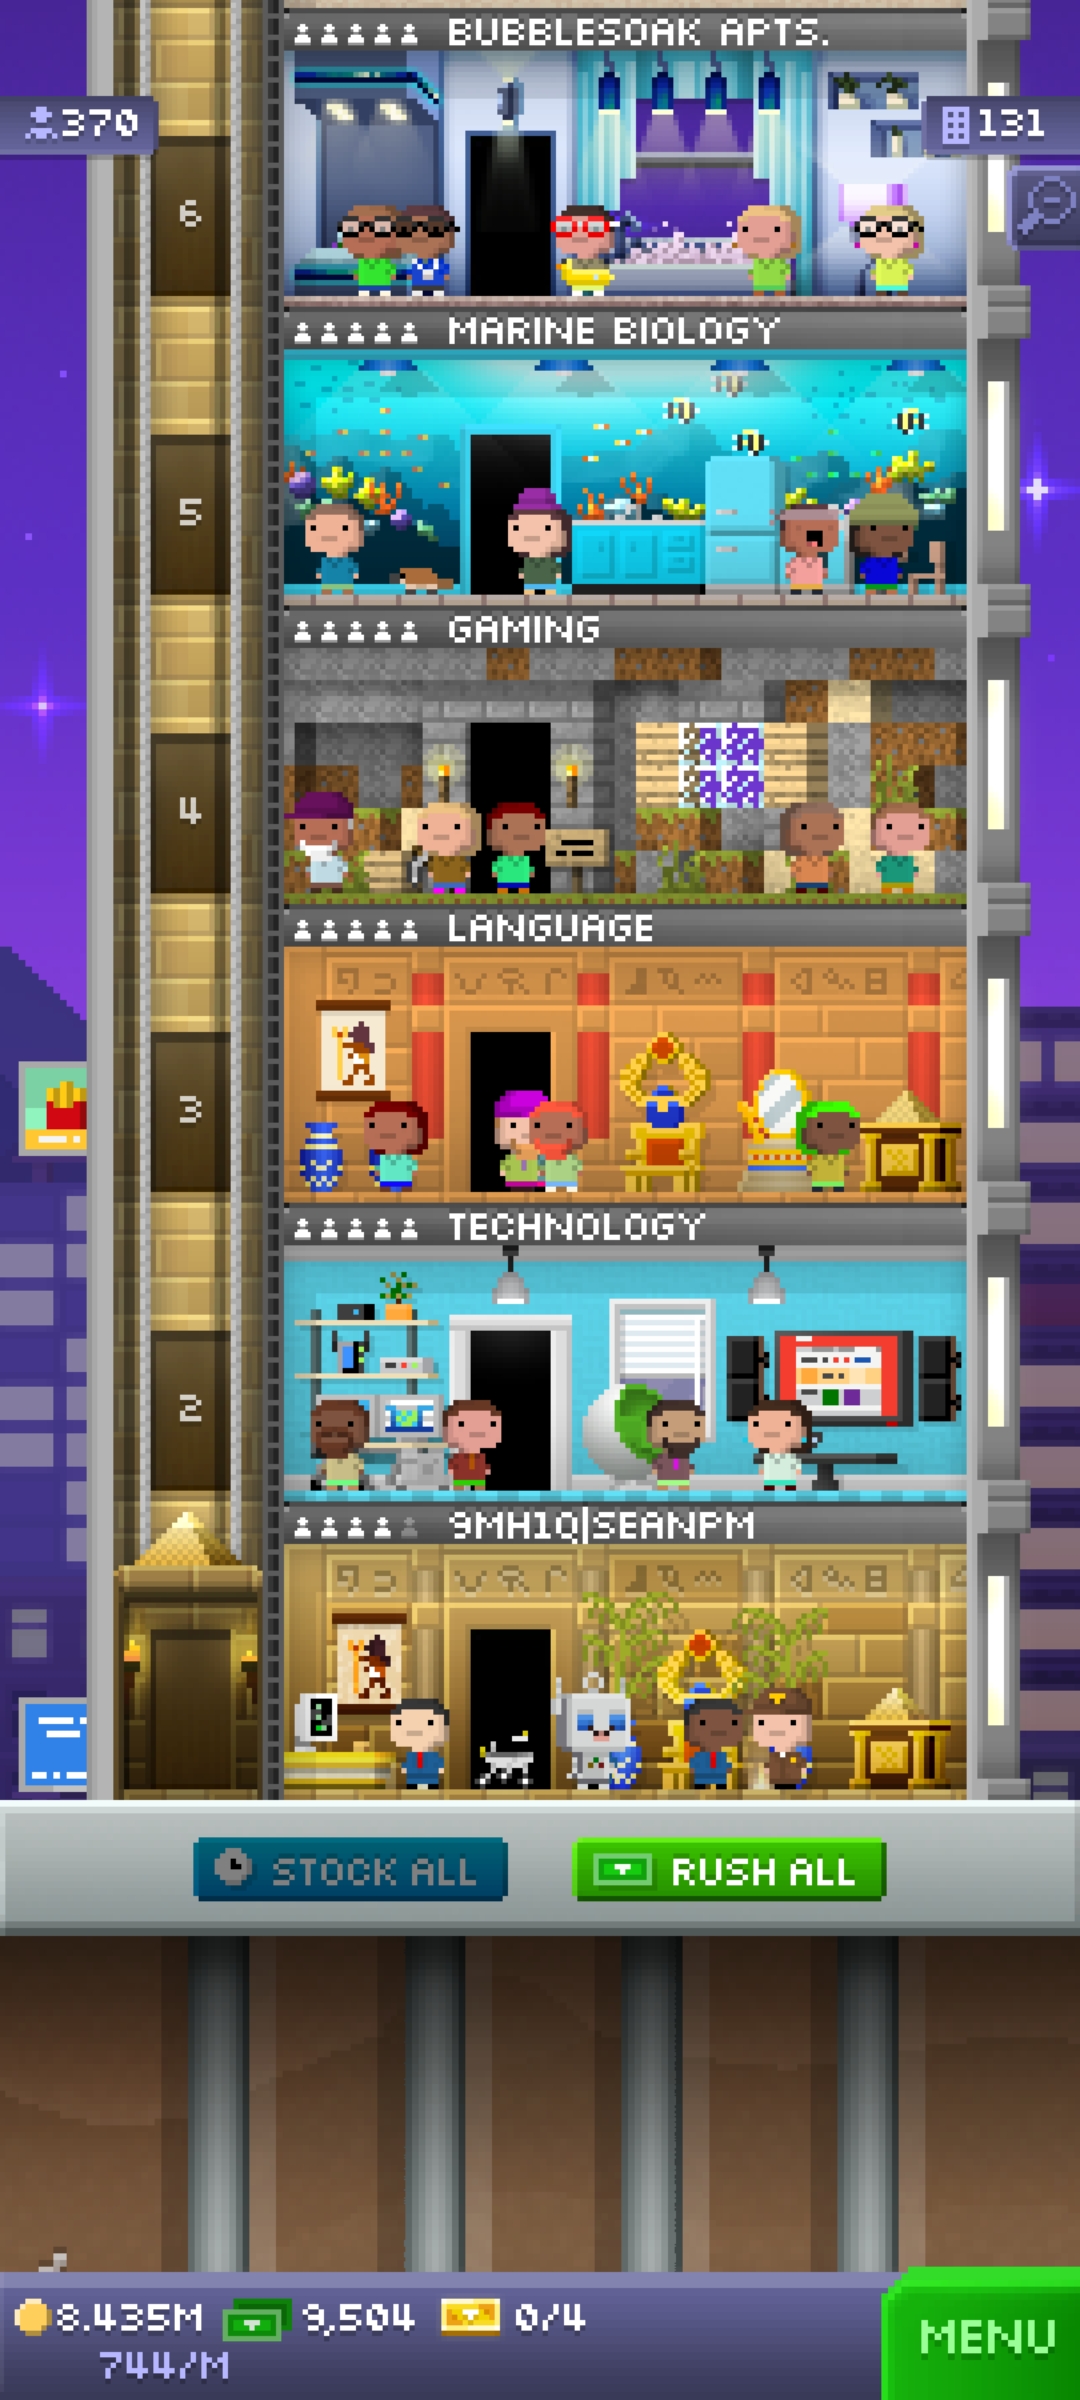 BUBBLESOAK APTS.
370
131
6
MARINE BIOLOGY
5
GAMING
4
LANGUAGE
3
TECHNOLOGY
2
9MH1Q|SEANPM
STOCK ALL
RUSH ALL
8.435M
9,504
0/4
744/M
MENU